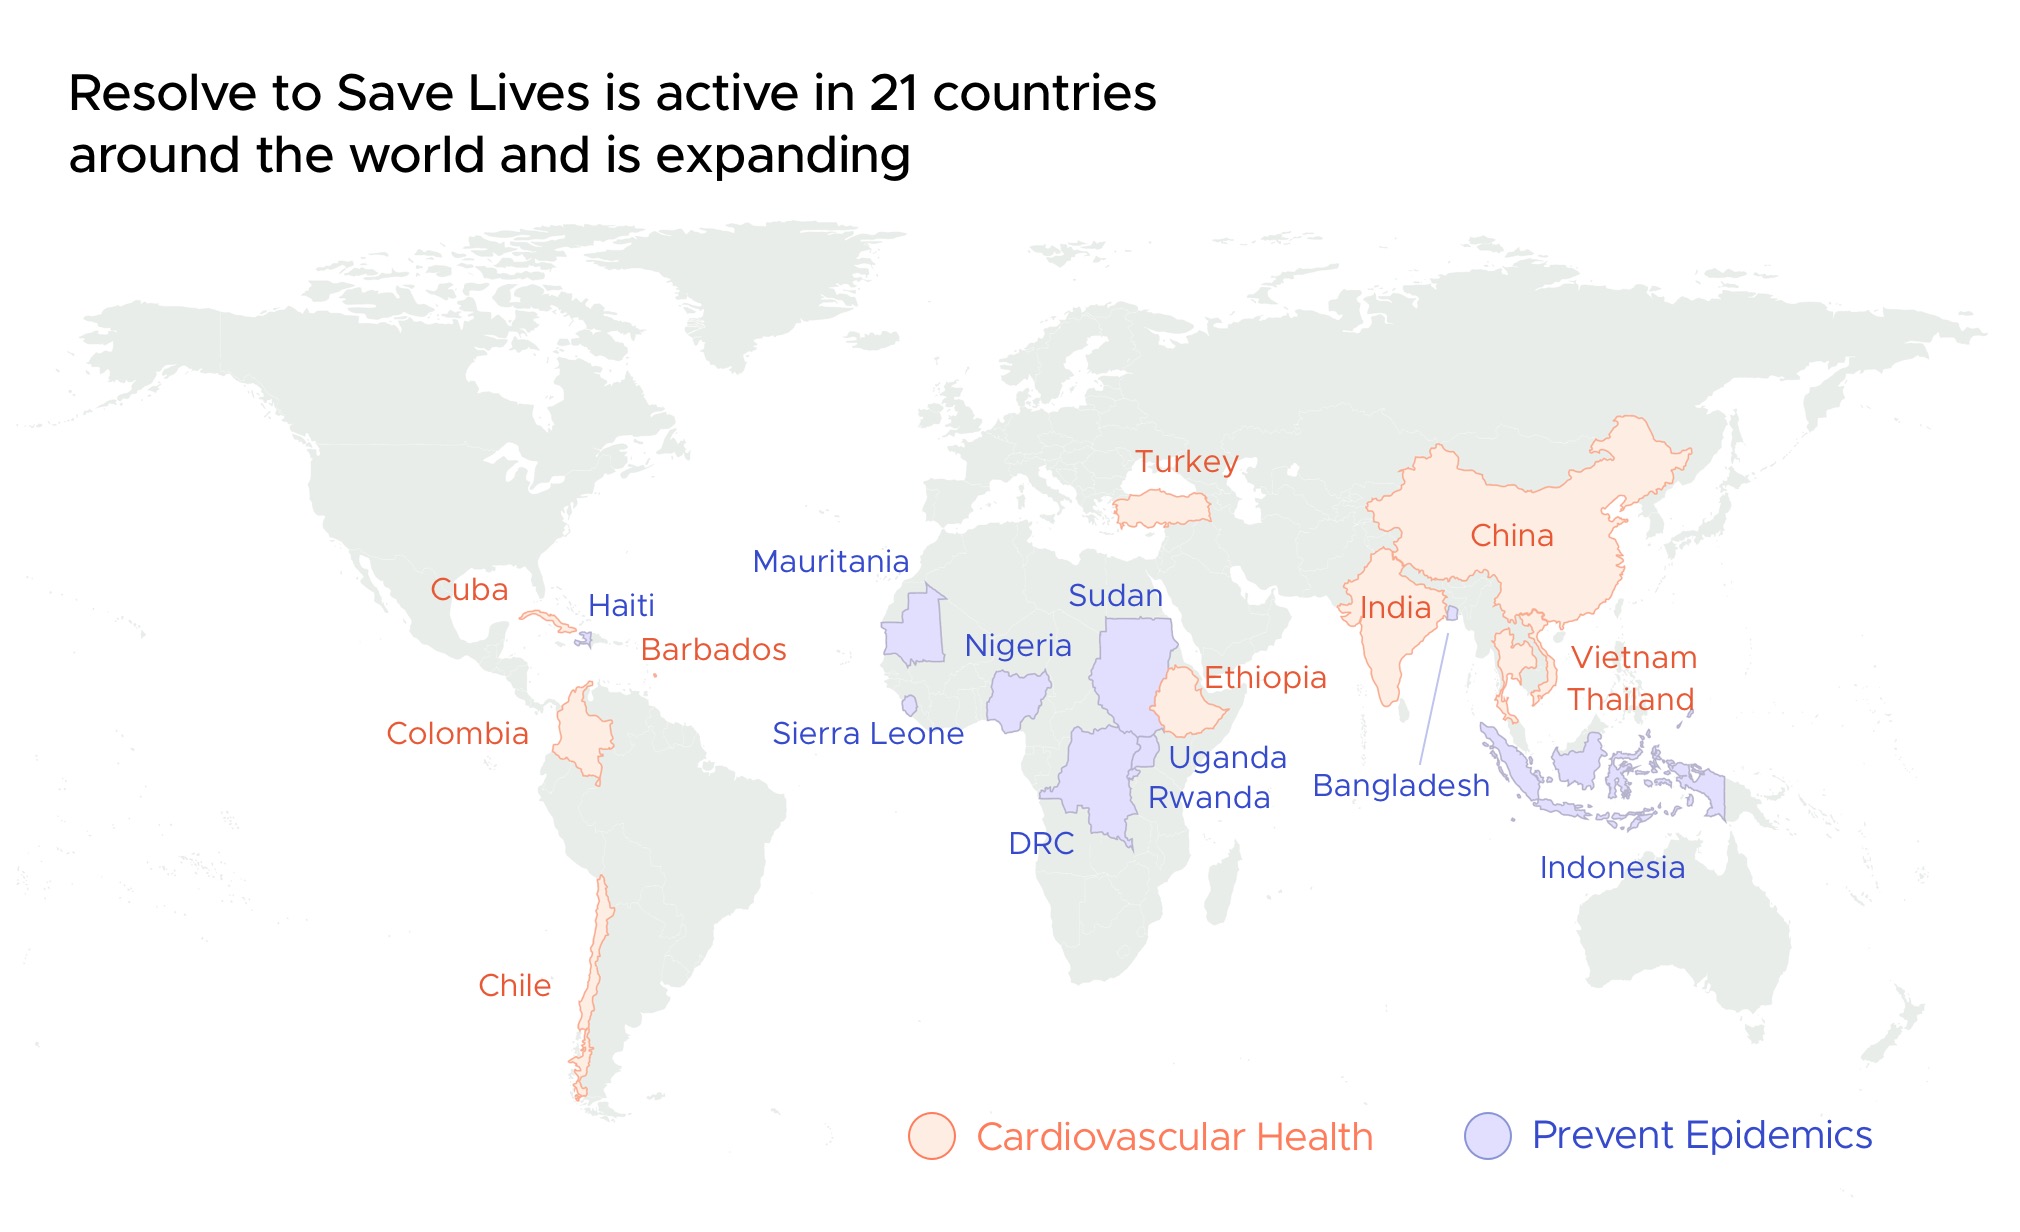 Resolve to Save Lives is active in 21 countries
around the world and is expanding
Turkey
China
Mauritania
Cuba
Haiti
Sudan
India
Nigeria
Barbados
Ethiopia
Vietnam
Thailand
Colombia
Sierra Leone
Uganda
Bangladesh
Rwanda
DRC
Indonesia
Chile
Cardiovascular Health
Prevent Epidemics